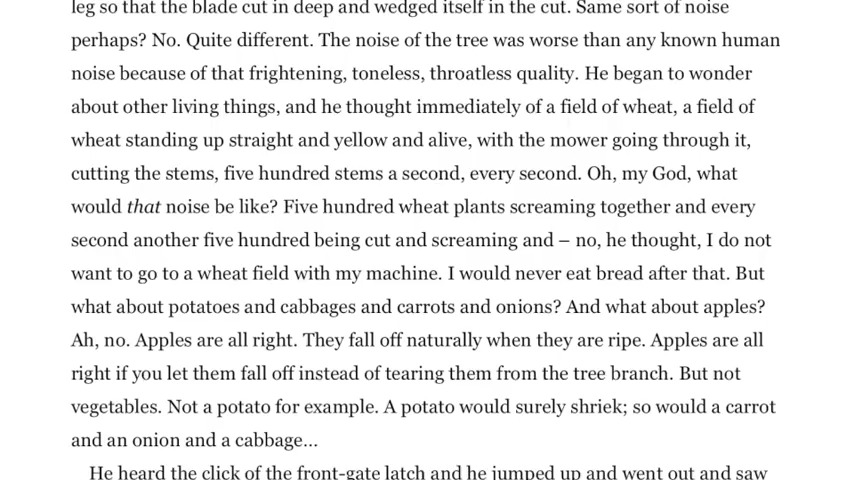 leg so that the blade cut in deep and wedged itself in the cut. Same sort of noise
perhaps? No. Quite different. The noise of the tree was worse than any known human
noise because of that frightening, toneless, throatless quality. He began to wonder
about other living things, and he thought immediately of a field of wheat, a field of
wheat standing up straight and yellow and alive, with the mower going through it,
cutting the stems, five hundred stems a second, every second. Oh, my God, what
would that noise be like? Five hundred wheat plants screaming together and every
second another five hundred being cut and screaming and – no, he thought, I do not
want to go to a wheat field with my machine. I would never eat bread after that. But
what about potatoes and cabbages and carrots and onions? And what about apples?
Ah, no. Apples are all right. They fall off naturally when they are ripe. Apples are all
right if you let them fall off instead of tearing them from the tree branch. But not
vegetables. Not a potato for example. A potato would surely shriek; so would a carrot
and an onion and a cabbage...
He heard the click of the front-gate latch and he jumped up and went out and saw